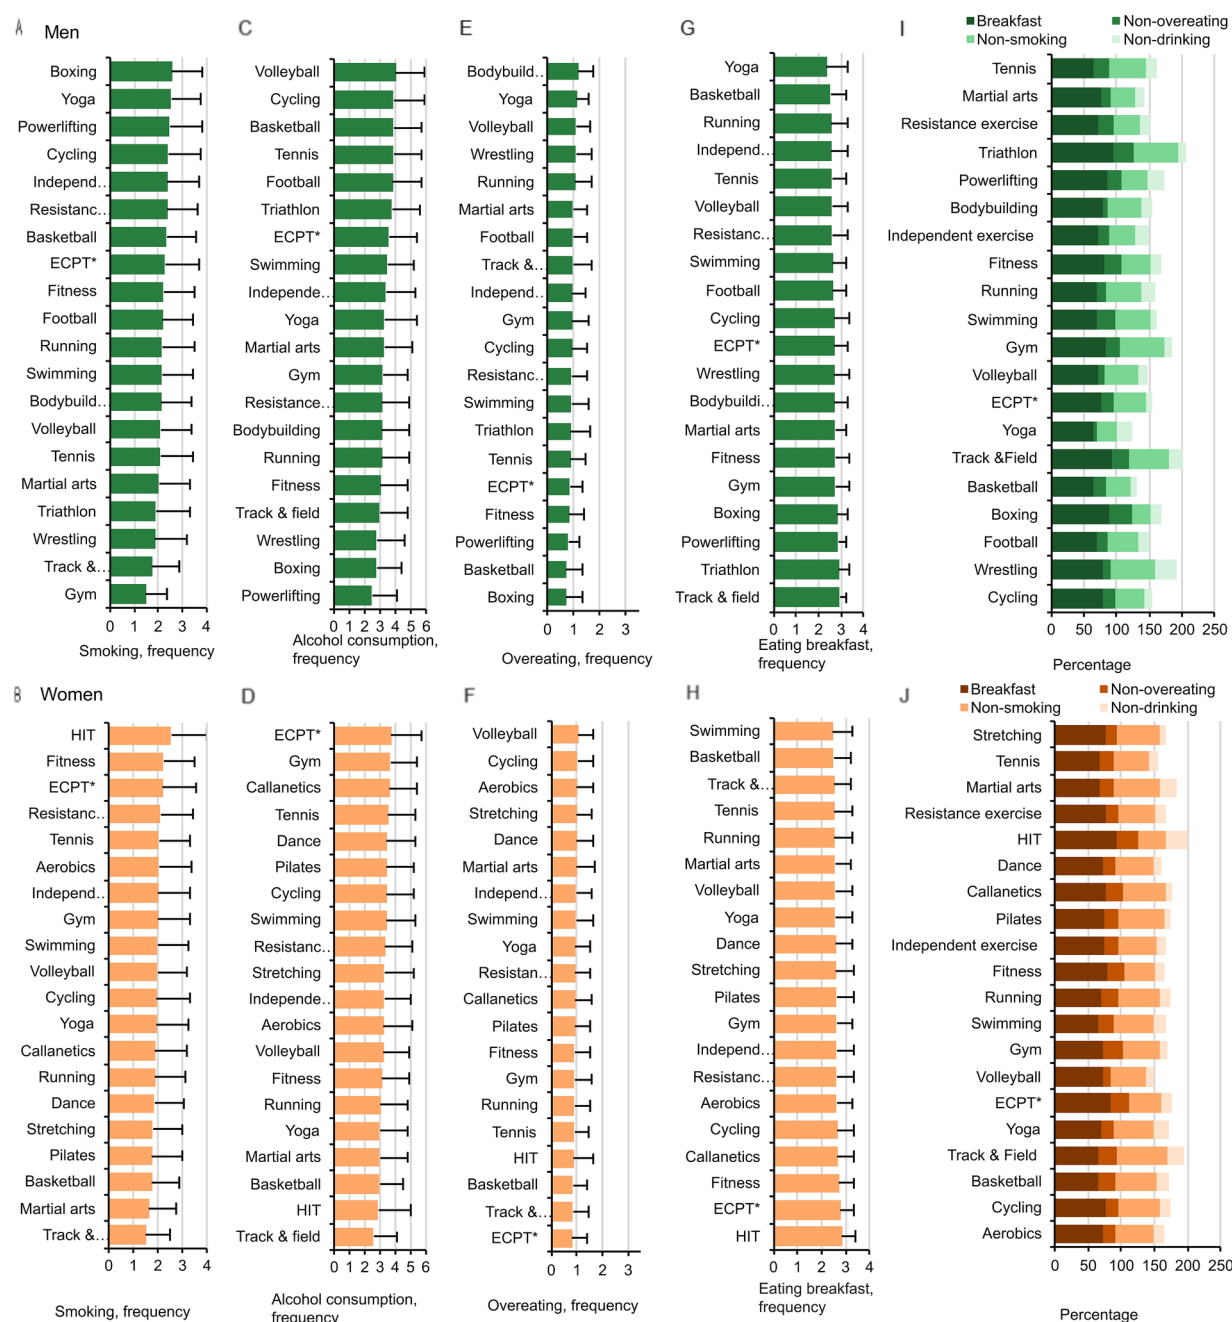 A Men
Boxing
Yoga
Powerlifting
Cycling
Independ...
Resistanc...
Basketball
ECPT*
Fitness
Football
Running
Swimming
Bodybuild...
Volleyball
Tennis
Martial arts
Triathlon
Wrestling
Track &...
Gym
0 1 2 3 4
Smoking, frequency
C
Volleyball
Cycling
Basketball
Tennis
Football
Triathlon
ECPT*
Swimming
Independe...
Yoga
Martial arts
Gym
Resistance...
Bodybuilding
Running
Fitness
Track & field
Wrestling
Boxing
Powerlifting
0 1 2 3 4 5 6
Alcohol consumption,
frequency
E
Bodybuild...
Yoga
Volleyball
Wrestling
Running
Martial arts
Football
Track &...
Independ...
Gym
Cycling
Resistanc...
Swimming
Triathlon
Tennis
ECPT*
Fitness
Powerlifting
Basketball
Boxing
0 1 2 3
Overeating, frequency
G
Yoga
Basketball
Running
Independ...
Tennis
Volleyball
Resistanc...
Swimming
Football
Cycling
ECPT*
Wrestling
Bodybuildi...
Martial arts
Fitness
Gym
Boxing
Powerlifting
Triathlon
Track & field
0 1 2 3 4
Eating breakfast,
frequency
I
Breakfast Non-overeating
Non-smoking Non-drinking
Tennis
Martial arts
Resistance exercise
Triathlon
Powerlifting
Bodybuilding
Independent exercise
Fitness
Running
Swimming
Gym
Volleyball
ECPT*
Yoga
Track &Field
Basketball
Boxing
Football
Wrestling
Cycling
0 50 100 150 200 250
Percentage
B Women
HIT
Fitness
ECPT*
Resistanc...
Tennis
Aerobics
Independ...
Gym
Swimming
Volleyball
Cycling
Yoga
Callanetics
Running
Dance
Stretching
Pilates
Basketball
Martial arts
Track &...
0 1 2 3 4
Smoking, frequency
D
ECPT*
Gym
Callanetics
Tennis
Dance
Pilates
Cycling
Swimming
Resistanc...
Stretching
Independe...
Aerobics
Volleyball
Fitness
Running
Yoga
Martial arts
Basketball
HIT
Track & field
0 1 2 3 4 5 6
Alcohol consumption,
frequency
F
Volleyball
Cycling
Aerobics
Stretching
Dance
Martial arts
Independ...
Swimming
Yoga
Resistan...
Callanetics
Pilates
Fitness
Gym
Running
Tennis
HIT
Basketball
Track &...
ECPT*
0 1 2 3
Overeating, frequency
H
Swimming
Basketball
Track &...
Tennis
Running
Martial arts
Volleyball
Yoga
Dance
Stretching
Pilates
Gym
Independ...
Resistanc...
Aerobics
Cycling
Callanetics
Fitness
ECPT*
HIT
0 1 2 3 4
Eating breakfast,
frequency
J
Breakfast Non-overeating
Non-smoking Non-drinking
Stretching
Tennis
Martial arts
Resistance exercise
HIT
Dance
Callanetics
Pilates
Independent exercise
Fitness
Running
Swimming
Gym
Volleyball
ECPT*
Yoga
Track & Field
Basketball
Cycling
Aerobics
0 50 100 150 200 250
Percentage